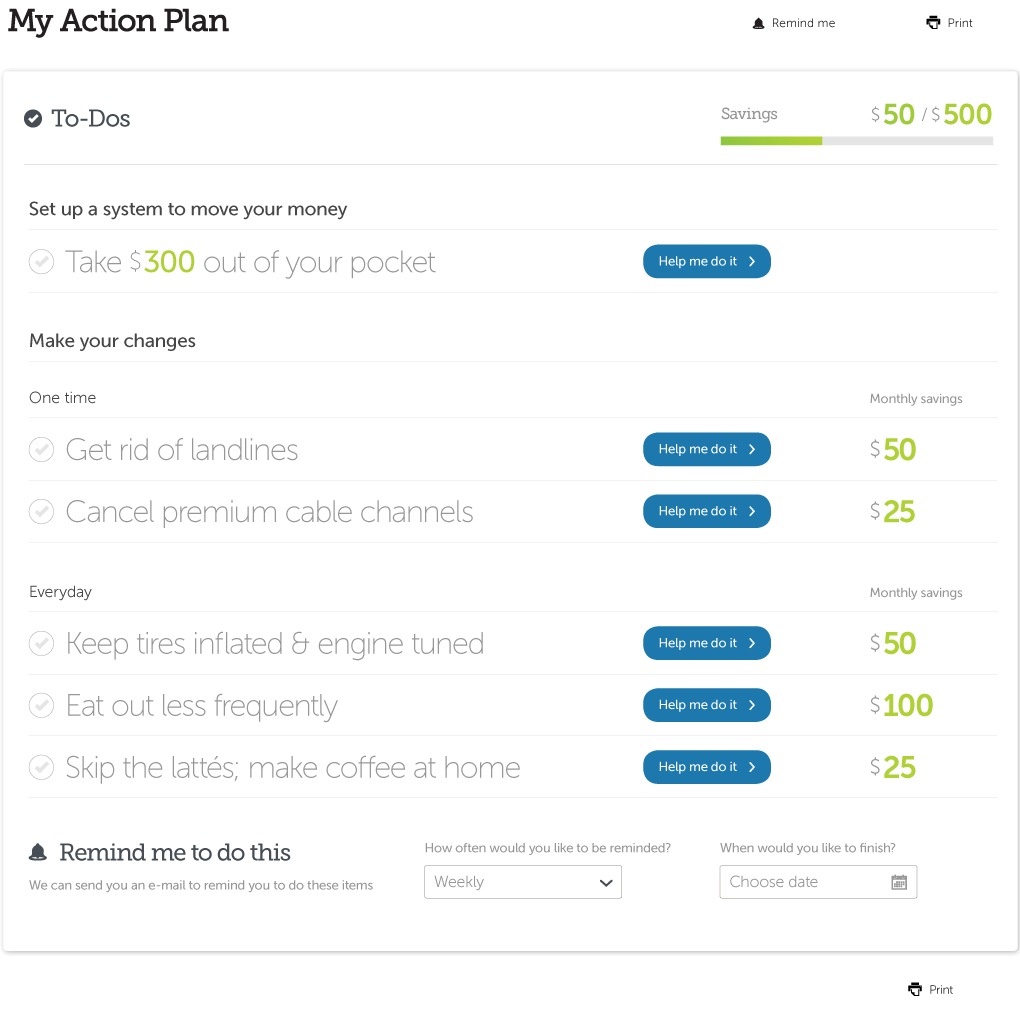 My Action Plan
Remind me
Print
To-Dos
Savings
$50 / $500
Set up a system to move your money
Take $300 out of your pocket
Help me do it
Make your changes
One time
Monthly savings
Get rid of landlines
Help me do it
$50
Cancel premium cable channels
Help me do it
$25
Everyday
Monthly savings
Keep tires inflated & engine tuned
Help me do it
$50
Eat out less frequently
Help me do it
$100
Skip the lattés; make coffee at home
Help me do it
$25
Remind me to do this
We can send you an e-mail to remind you to do these items
How often would you like to be reminded?
Weekly
When would you like to finish?
Choose date
Print